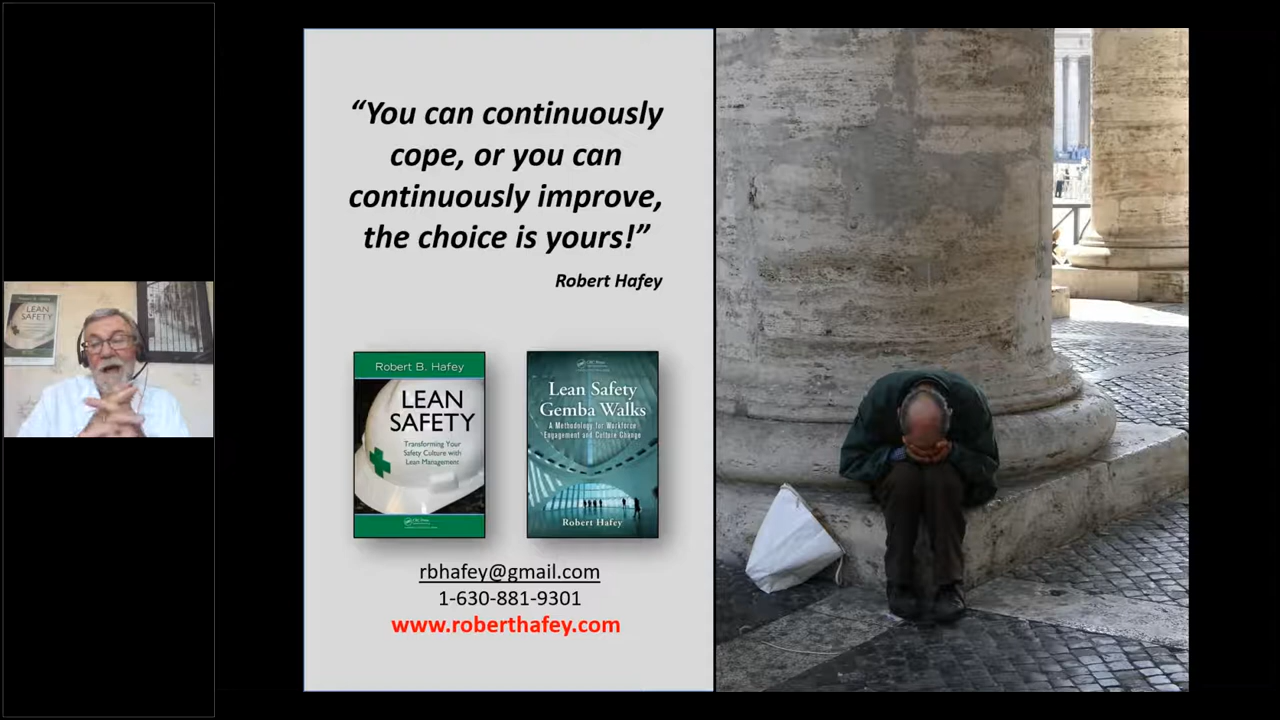 “You can continuously
cope, or you can
continuously improve,
the choice is yours!”
Robert Hafey
Robert B. Hafey
LEAN
SAFETY
Transforming Your
Safety Culture with
Lean Management
Lean Safety
Gemba Walks
A Methodology for Workforce
Engagement and Culture Change
Robert Hafey
rbhafey@gmail.com
1-630-881-9301
www.roberthafey.com
LEAN
SAFETY